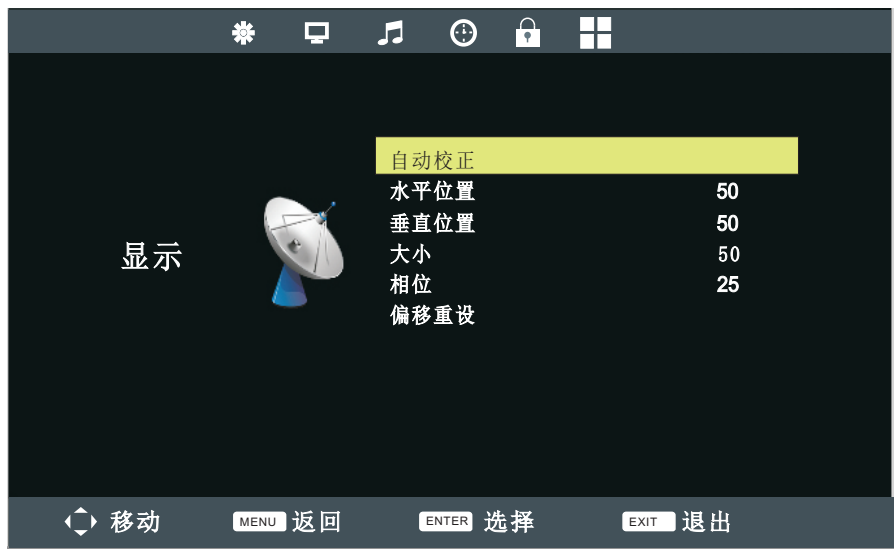 自动校正
水平位置 50
垂直位置 50
显示
大小 50
相位 25
偏移重设
移动 MENU 返回 ENTER 选择 EXIT 退出